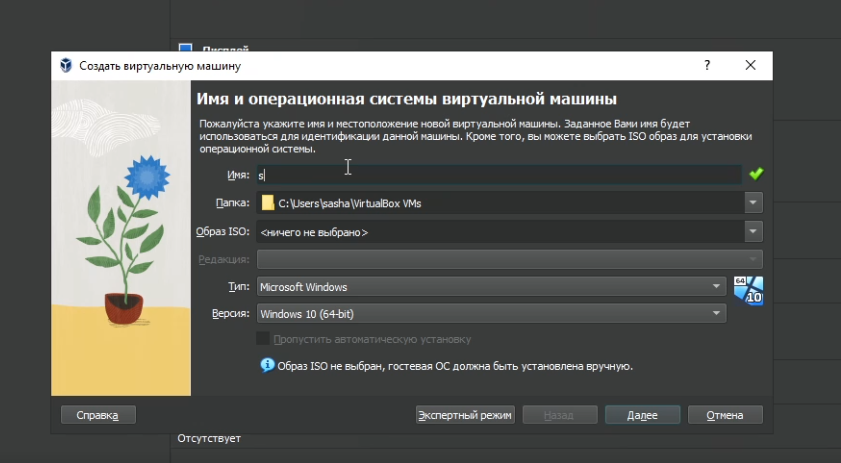 Дисплей
Создать виртуальную машину
?
Имя и операционная системы виртуальной машины
Пожалуйста укажите имя и местоположение новой виртуальной машины. Заданное Вами имя будет
использоваться для идентификации данной машины. Кроме того, вы можете выбрать ISO образ для установки
операционной системы.
Имя: s
Папка: C:\Users\sasha\VirtualBox VMs
Образ ISO: <ничего не выбрано>
Редакция:
Тип: Microsoft Windows
64
Версия: Windows 10 (64-bit)
10
Пропустить автоматическую установку
Образ ISO не выбран, гостевая ОС должна быть установлена вручную.
Справка Экспертный режим Назад Далее Отмена
Отсутствует